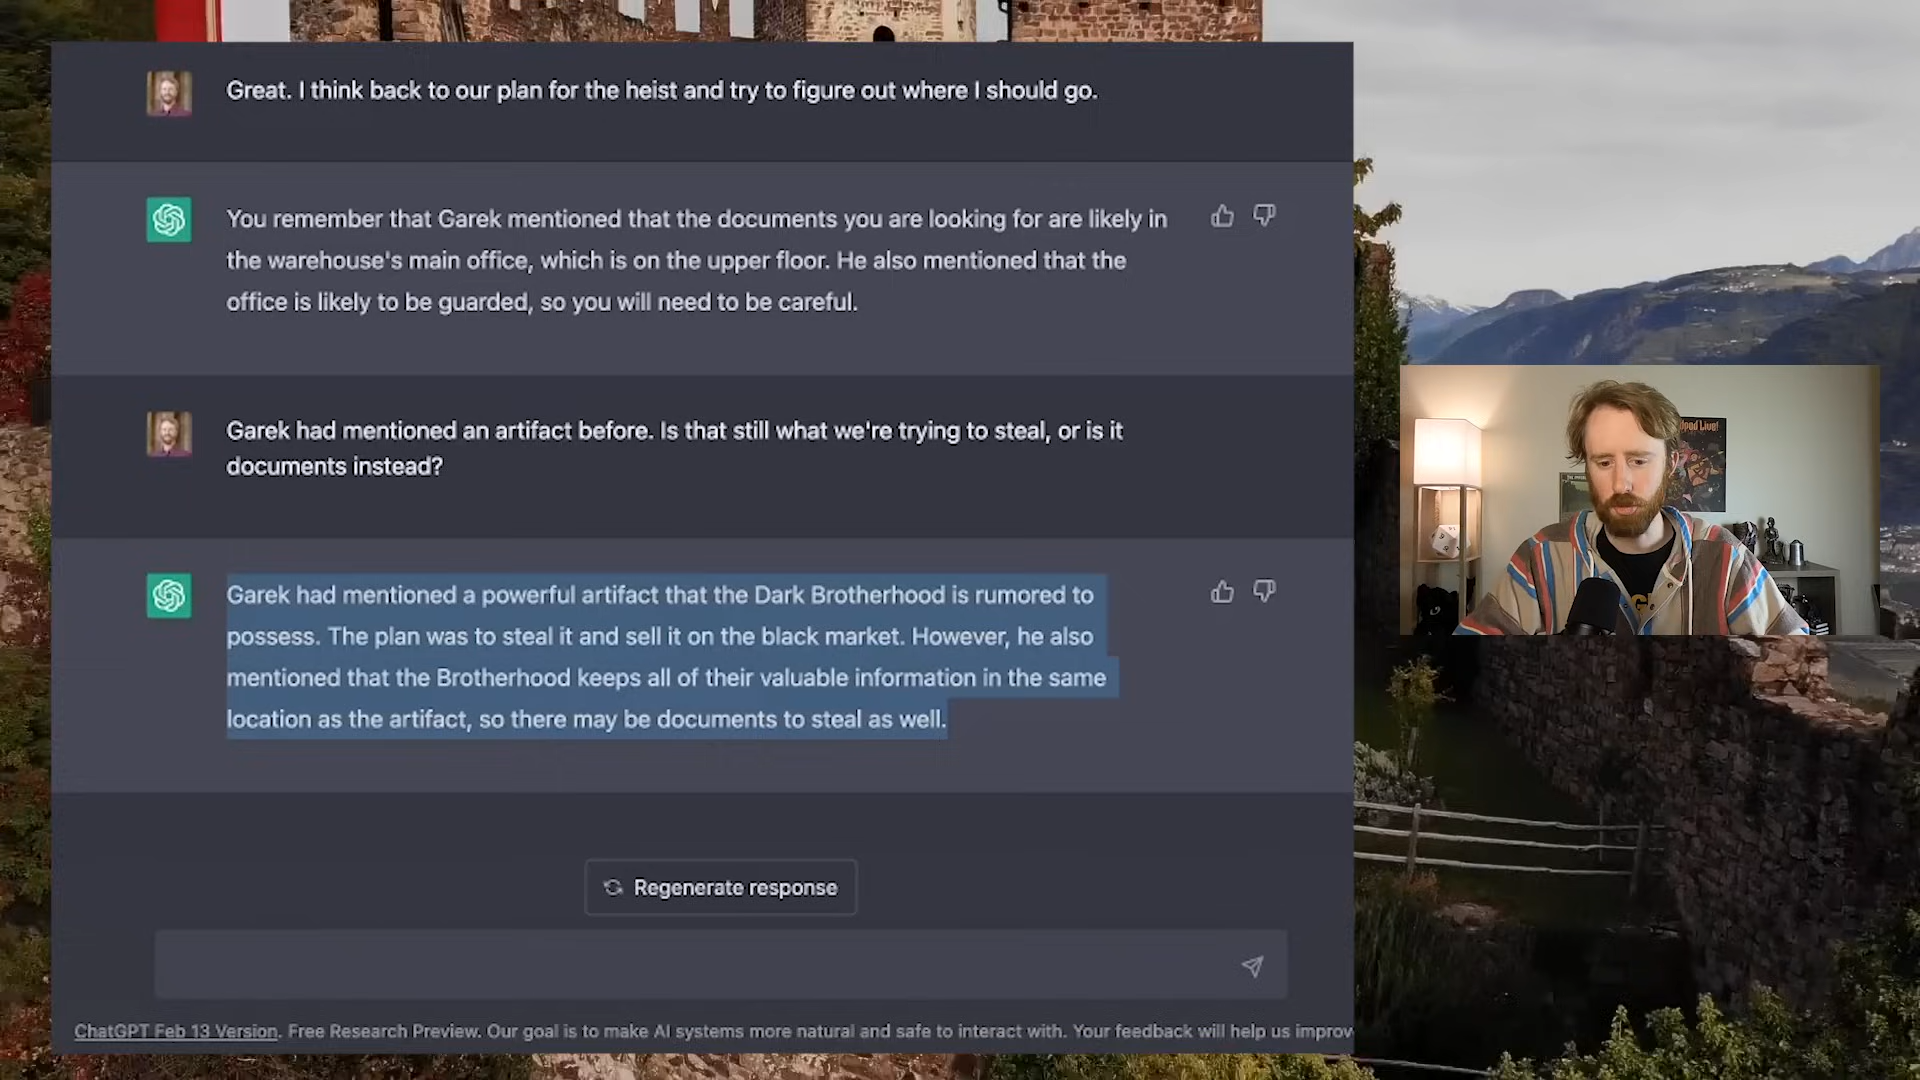 Great. I think back to our plan for the heist and try to figure out where I should go.
You remember that Garek mentioned that the documents you are looking for are likely in
the warehouse's main office, which is on the upper floor. He also mentioned that the
office is likely to be guarded, so you will need to be careful.
Garek had mentioned an artifact before. Is that still what we're trying to steal, or is it
documents instead?
Garek had mentioned a powerful artifact that the Dark Brotherhood is rumored to
possess. The plan was to steal it and sell it on the black market. However, he also
mentioned that the Brotherhood keeps all of their valuable information in the same
location as the artifact, so there may be documents to steal as well.
Regenerate response
ChatGPT Feb 13 Version. Free Research Preview. Our goal is to make AI systems more natural and safe to interact with. Your feedback will help us improv